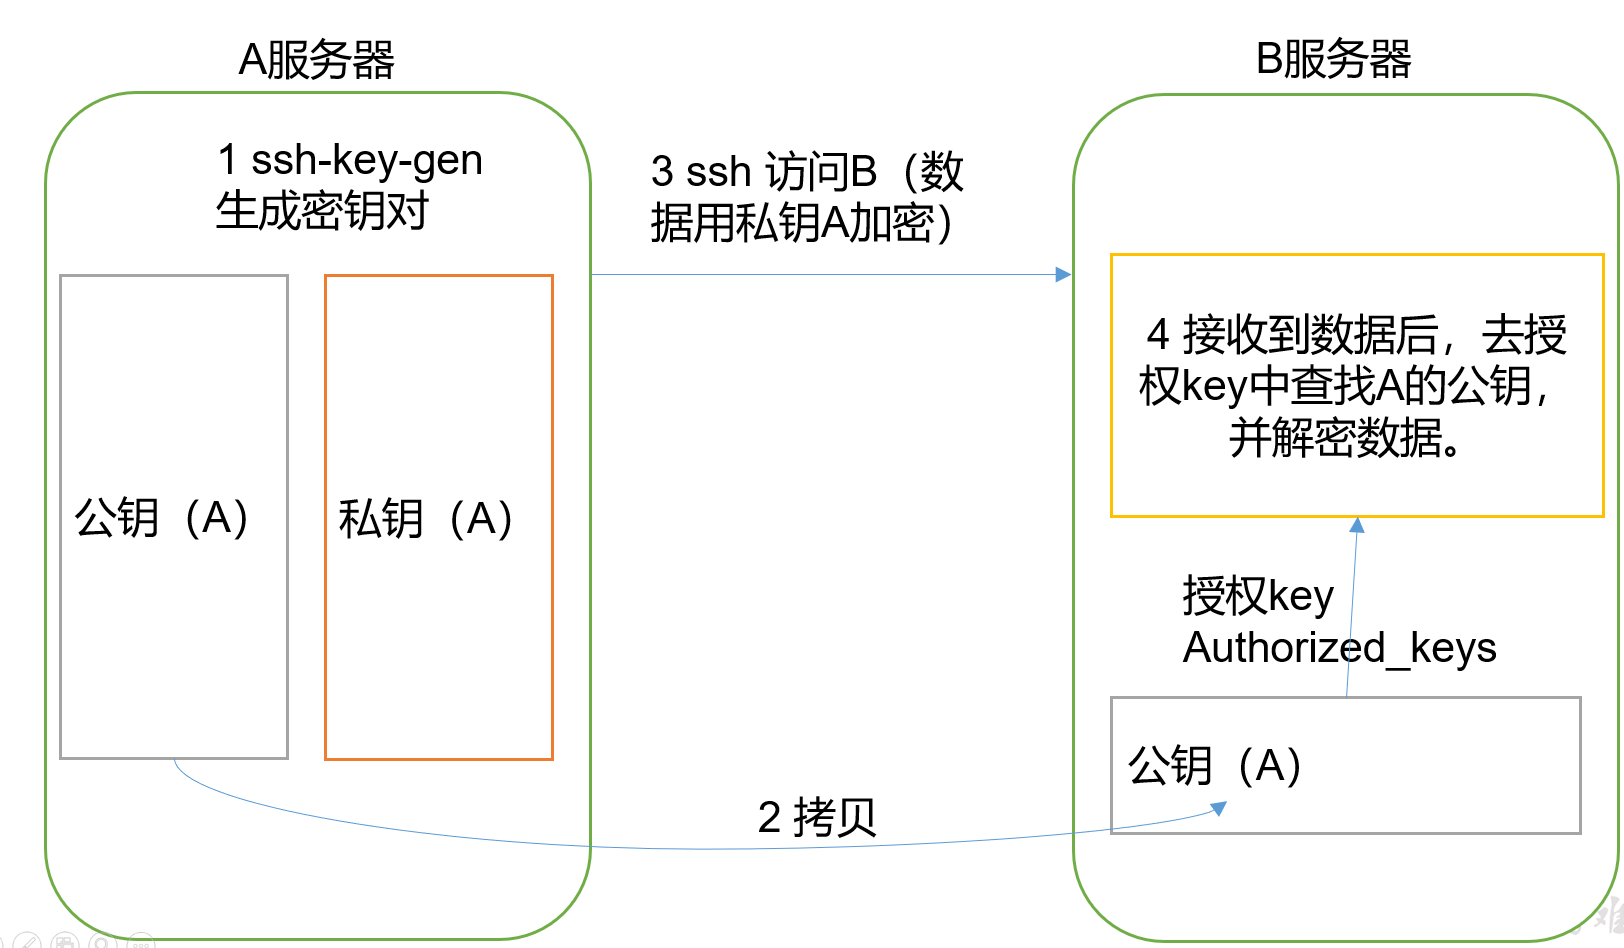 A服务器
B服务器
1 ssh-key-gen
生成密钥对
3 ssh 访问B（数
据用私钥A加密）
4 接收到数据后，去授
权key中查找A的公钥，
并解密数据。
公钥（A）
私钥（A）
授权key
Authorized_keys
公钥（A）
2 拷贝